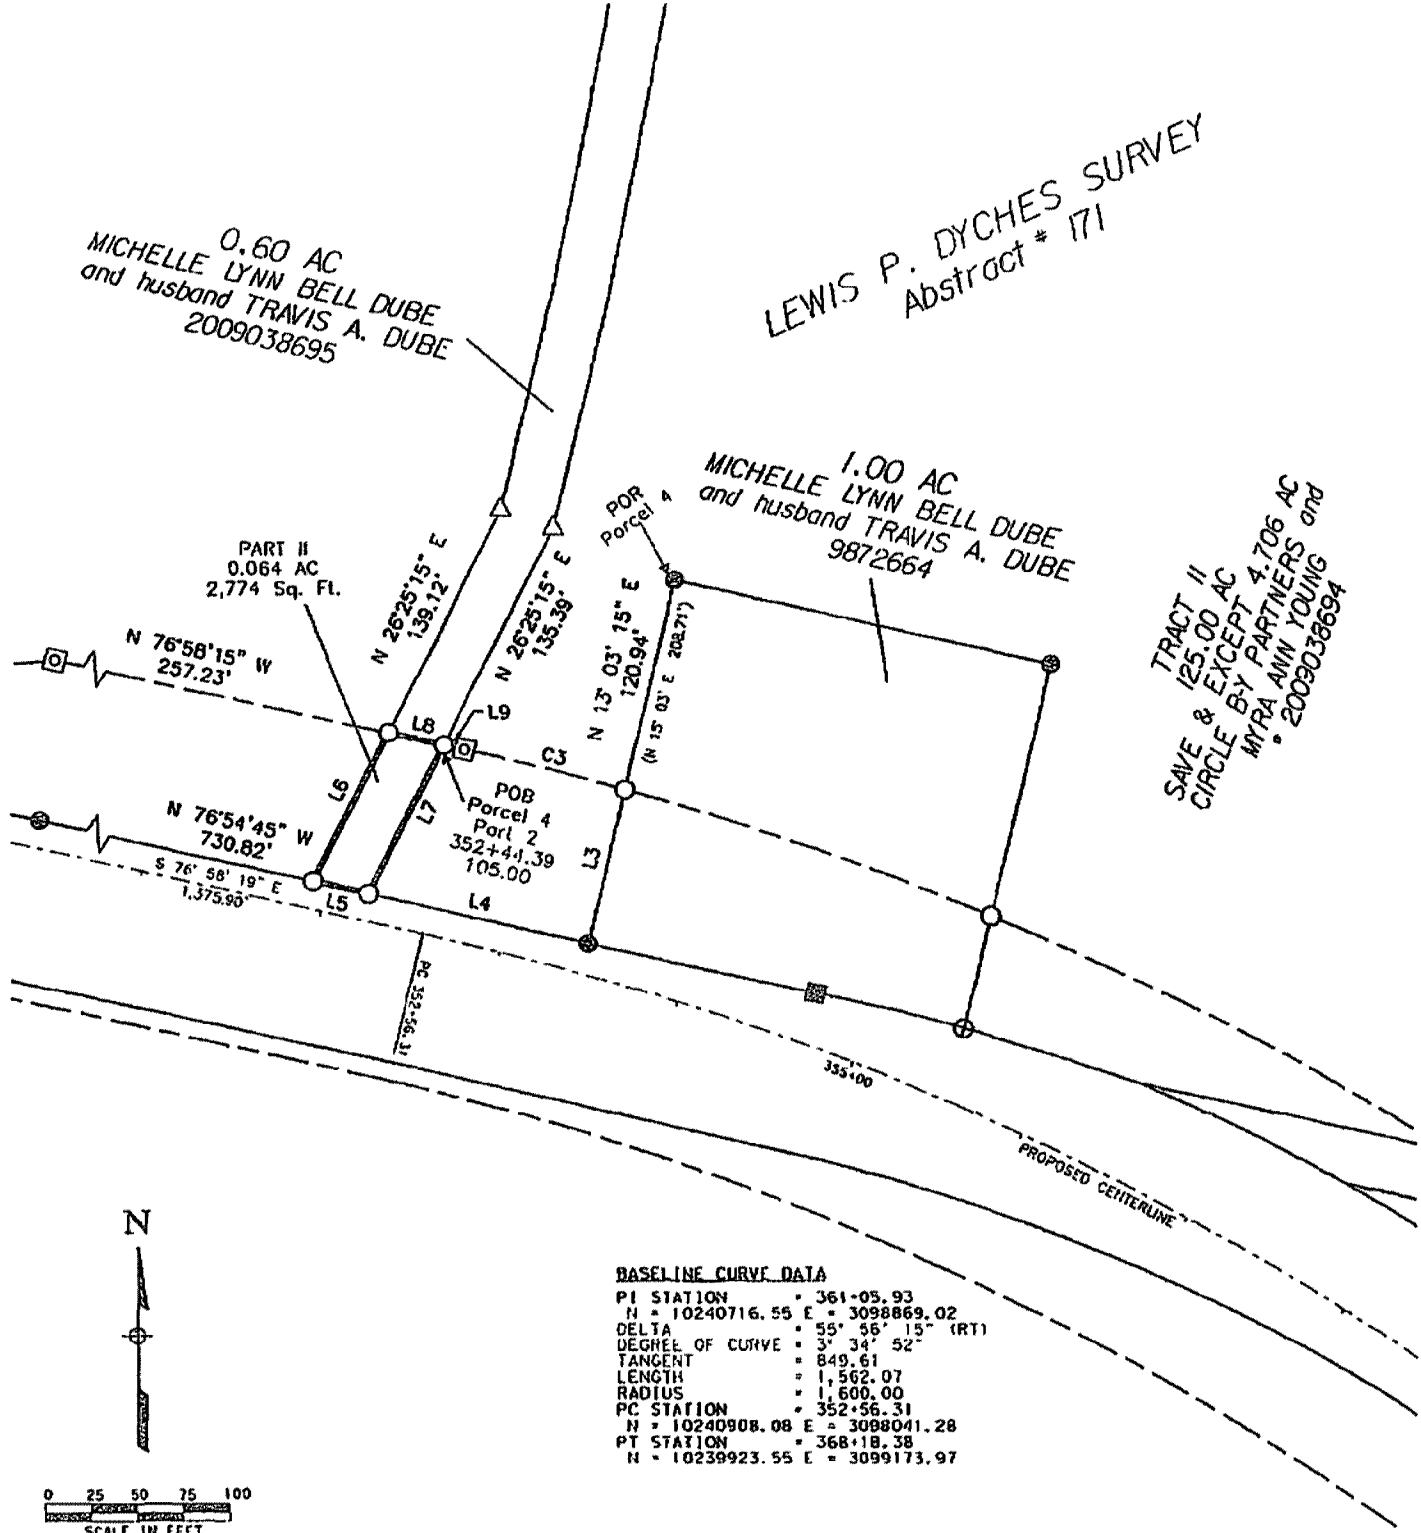 LEWIS P. DYCHES SURVEY
Abstract # 171
0.60 AC
MICHELLE LYNN BELL DUBE
and husband TRAVIS A. DUBE
2009038695
1.00 AC
MICHELLE LYNN BELL DUBE
and husband TRAVIS A. DUBE
9872664
TRACT II
125.00 AC
SAVE & EXCEPT 4.706 AC
CIRCLE B-Y PARTNERS and
MYRA ANN YOUNG
2009038694
POR
Parcel 4
PART II
0.064 AC
2,774 Sq. Ft.
N 26°25'15" E
139.12'
N 26°25'15" E
135.39'
N 13° 03' 15" E
120.94'
(N 15° 03' E 208.71')
N 76°58'15" W
257.23'
L8
L9
C3
L6
L7
POB
Parcel 4
Part 2
352+44.39
105.00
L3
N 76°54'45" W
730.82'
S 76° 58' 19" E
1,375.90'
L5
L4
PC 352+56.31
355+00
PROPOSED CENTERLINE
N
BASELINE CURVE DATA
PI STATION = 361+05.93
N = 10240716.55 E = 3098869.02
DELTA = 55° 56' 15" (RT)
DEGREE OF CURVE = 3° 34' 52"
TANGENT = 849.61
LENGTH = 1,562.07
RADIUS = 1,600.00
PC STATION = 352+56.31
N = 10240908.08 E = 3098041.28
PT STATION = 368+18.38
N = 10239923.55 E = 3099173.97
0 25 50 75 100
SCALE IN FEET